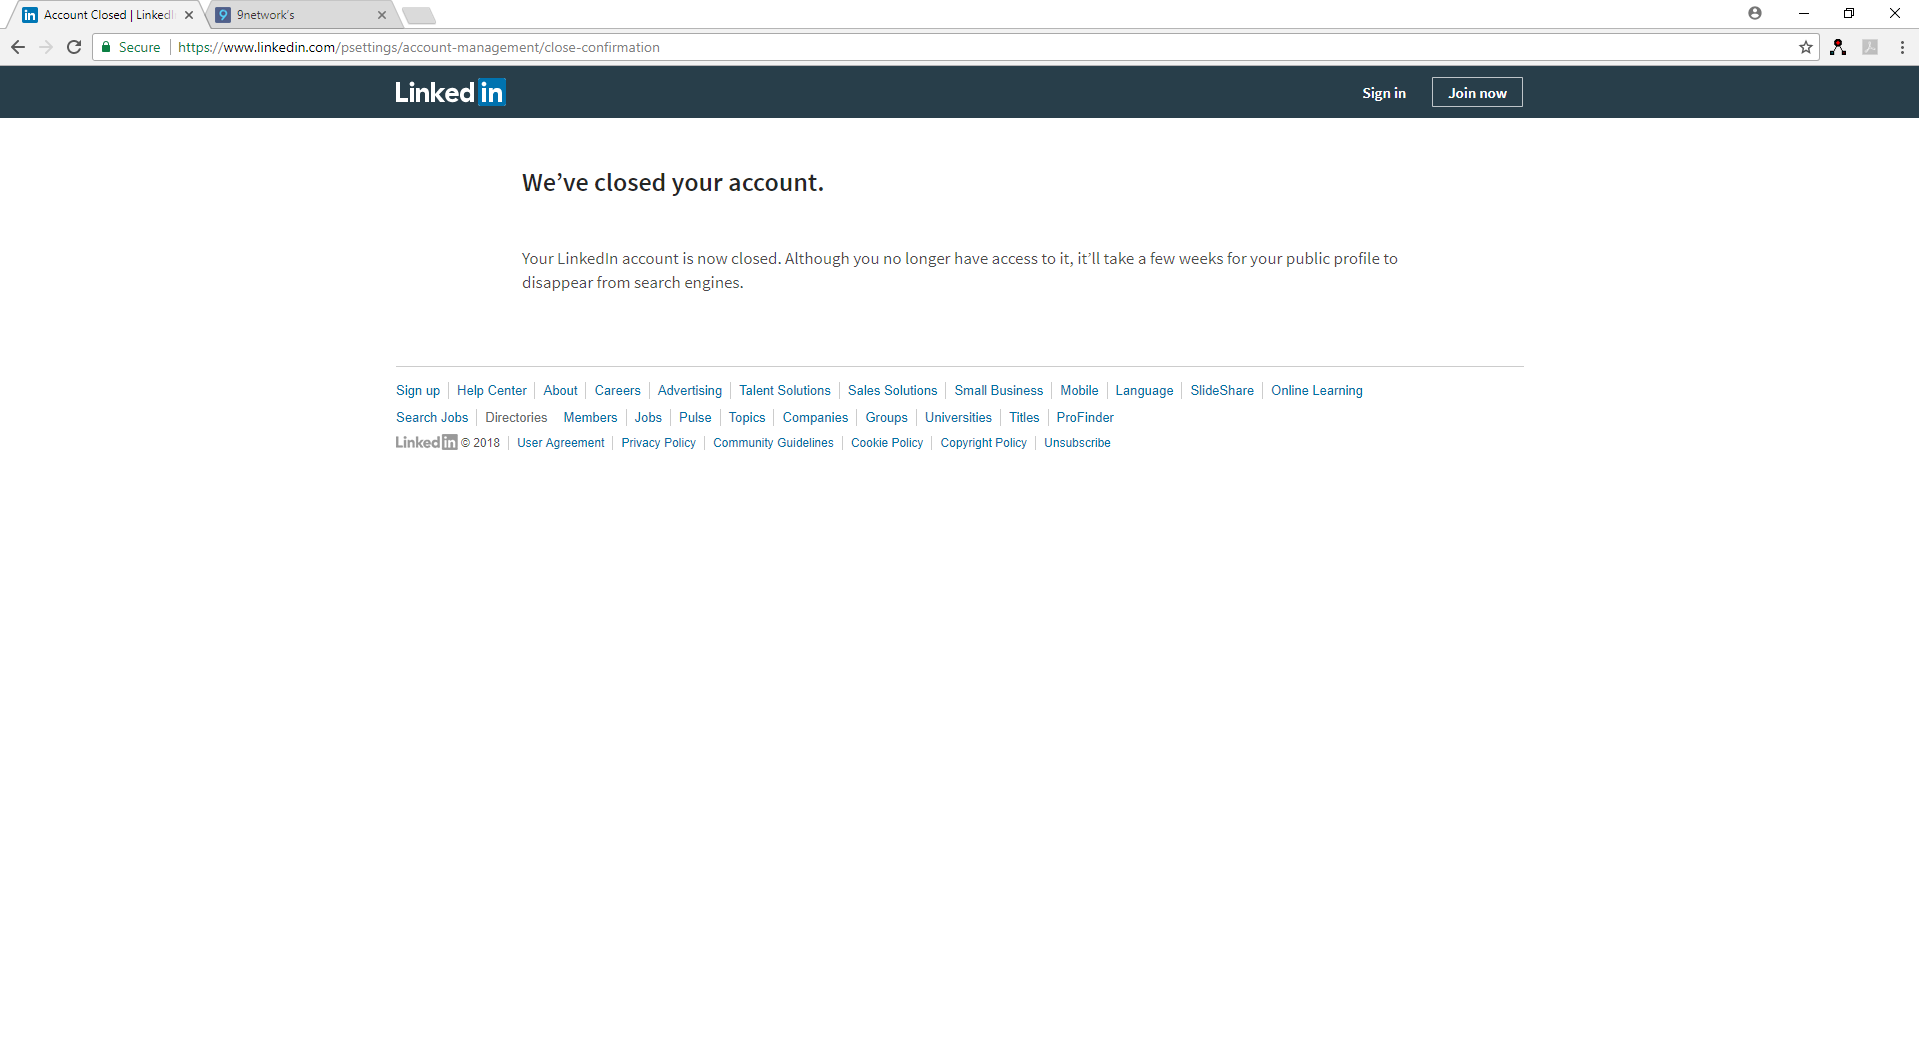 Account Closed | LinkedI
9network's
Secure
https://www.linkedin.com/psettings/account-management/close-confirmation
Linked in
Sign in
Join now
We’ve closed your account.
Your LinkedIn account is now closed. Although you no longer have access to it, it’ll take a few weeks for your public profile to
disappear from search engines.
Sign up Help Center About Careers Advertising Talent Solutions Sales Solutions Small Business Mobile Language SlideShare Online Learning
Search Jobs Directories Members Jobs Pulse Topics Companies Groups Universities Titles ProFinder
Linked in © 2018 User Agreement Privacy Policy Community Guidelines Cookie Policy Copyright Policy Unsubscribe